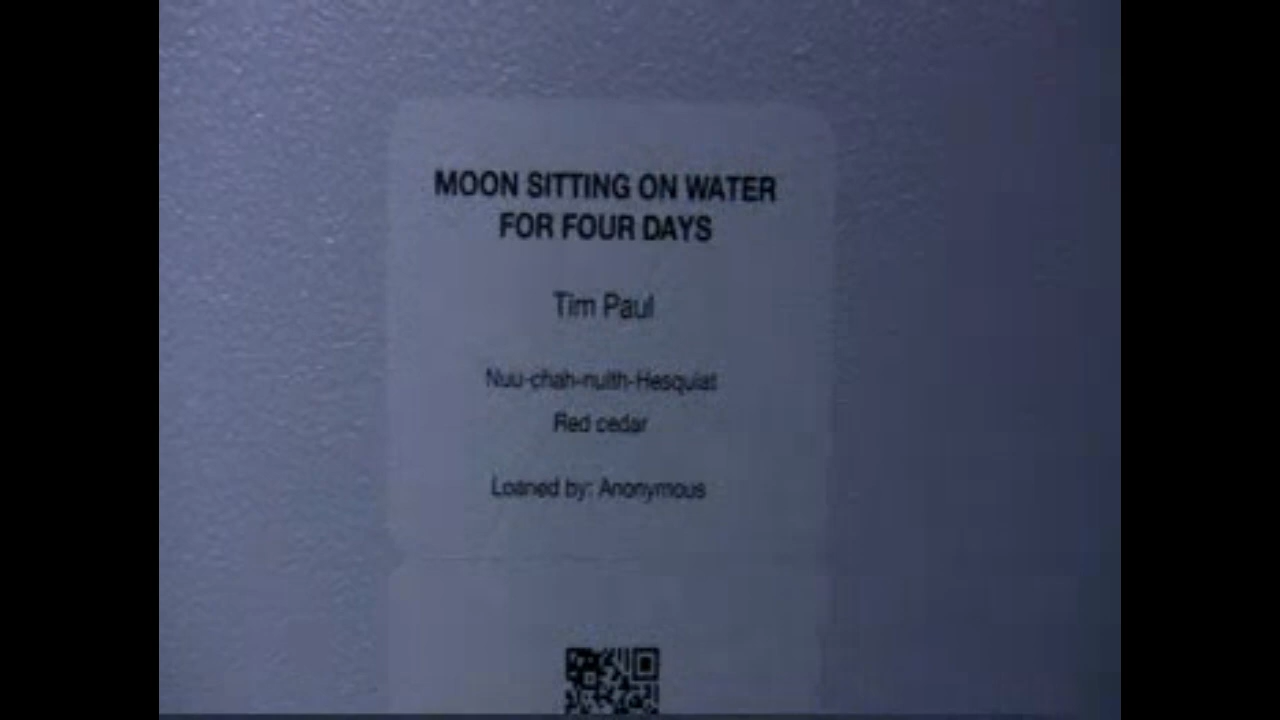 MOON SITTING ON WATER
FOR FOUR DAYS
Tim Paul
Nuu-chah-nulth-Hesquiat
Red cedar
Loaned by: Anonymous